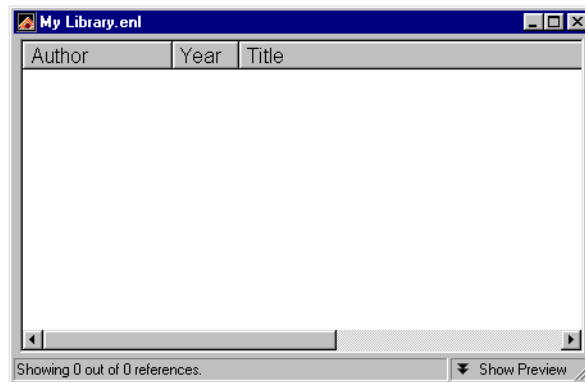 My Library.enl
Author Year Title
Showing 0 out of 0 references. Show Preview